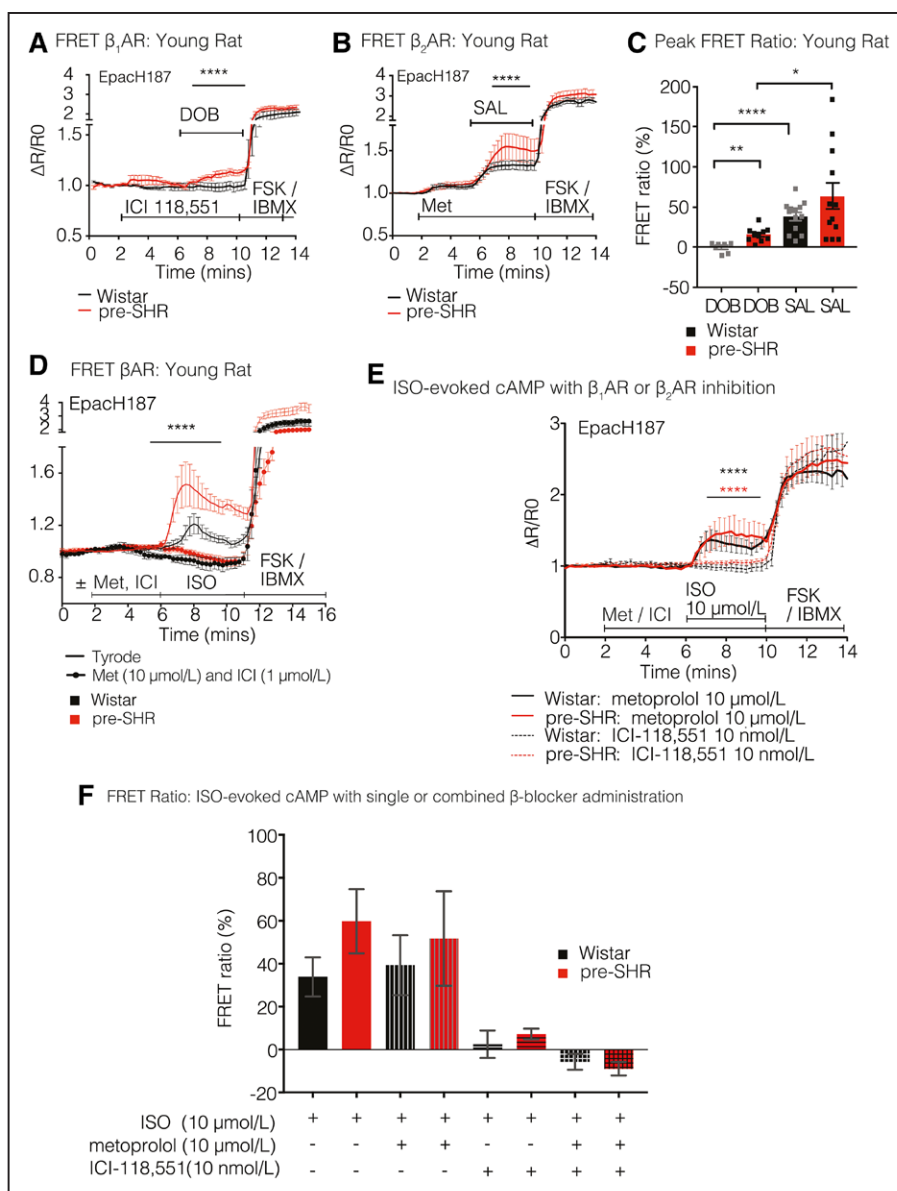 A FRET β₁AR: Young Rat
EpacH187
****
DOB
ICI 118,551
FSK /
IBMX
ΔR/R0
4
3
2
1.5
1.0
0.5
0 2 4 6 8 10 12 14
Time (mins)
Wistar
pre-SHR
B FRET β₂AR: Young Rat
EpacH187
****
SAL
Met
FSK /
IBMX
ΔR/R0
4
3
2
1.5
1.0
0.5
0 2 4 6 8 10 12 14
Time (mins)
Wistar
pre-SHR
C Peak FRET Ratio: Young Rat
*
****
**
FRET ratio (%)
200
150
100
50
0
-50
DOB DOB SAL SAL
Wistar
pre-SHR
D FRET βAR: Young Rat
EpacH187
****
ΔR/R0
4
3
2
1.6
1.2
0.8
± Met, ICI
ISO
FSK /
IBMX
0 2 4 6 8 10 12 14 16
Time (mins)
Tyrode
Met (10 µmol/L) and ICI (1 µmol/L)
Wistar
pre-SHR
E ISO-evoked cAMP with β₁AR or β₂AR inhibition
EpacH187
****
****
ΔR/R0
3
2
1
0
ISO
10 µmol/L
Met / ICI
FSK
/ IBMX
0 2 4 6 8 10 12 14
Time (mins)
Wistar: metoprolol 10 µmol/L
pre-SHR: metoprolol 10 µmol/L
Wistar: ICI-118,551 10 nmol/L
pre-SHR: ICI-118,551 10 nmol/L
F FRET Ratio: ISO-evoked cAMP with single or combined β-blocker administration
FRET ratio (%)
100
80
60
40
20
0
-20
Wistar
pre-SHR
ISO (10 µmol/L) + + + + + + + +
metoprolol (10 µmol/L) - - + + - - + +
ICI-118,551(10 nmol/L) - - - - + + + +